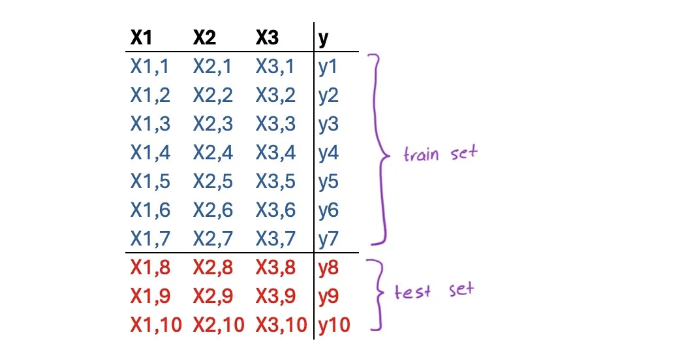 X1 X2 X3 y
X1,1 X2,1 X3,1 y1
X1,2 X2,2 X3,2 y2
X1,3 X2,3 X3,3 y3
X1,4 X2,4 X3,4 y4
train set
X1,5 X2,5 X3,5 y5
X1,6 X2,6 X3,6 y6
X1,7 X2,7 X3,7 y7
X1,8 X2,8 X3,8 y8
X1,9 X2,9 X3,9 y9
test set
X1,10 X2,10 X3,10 y10